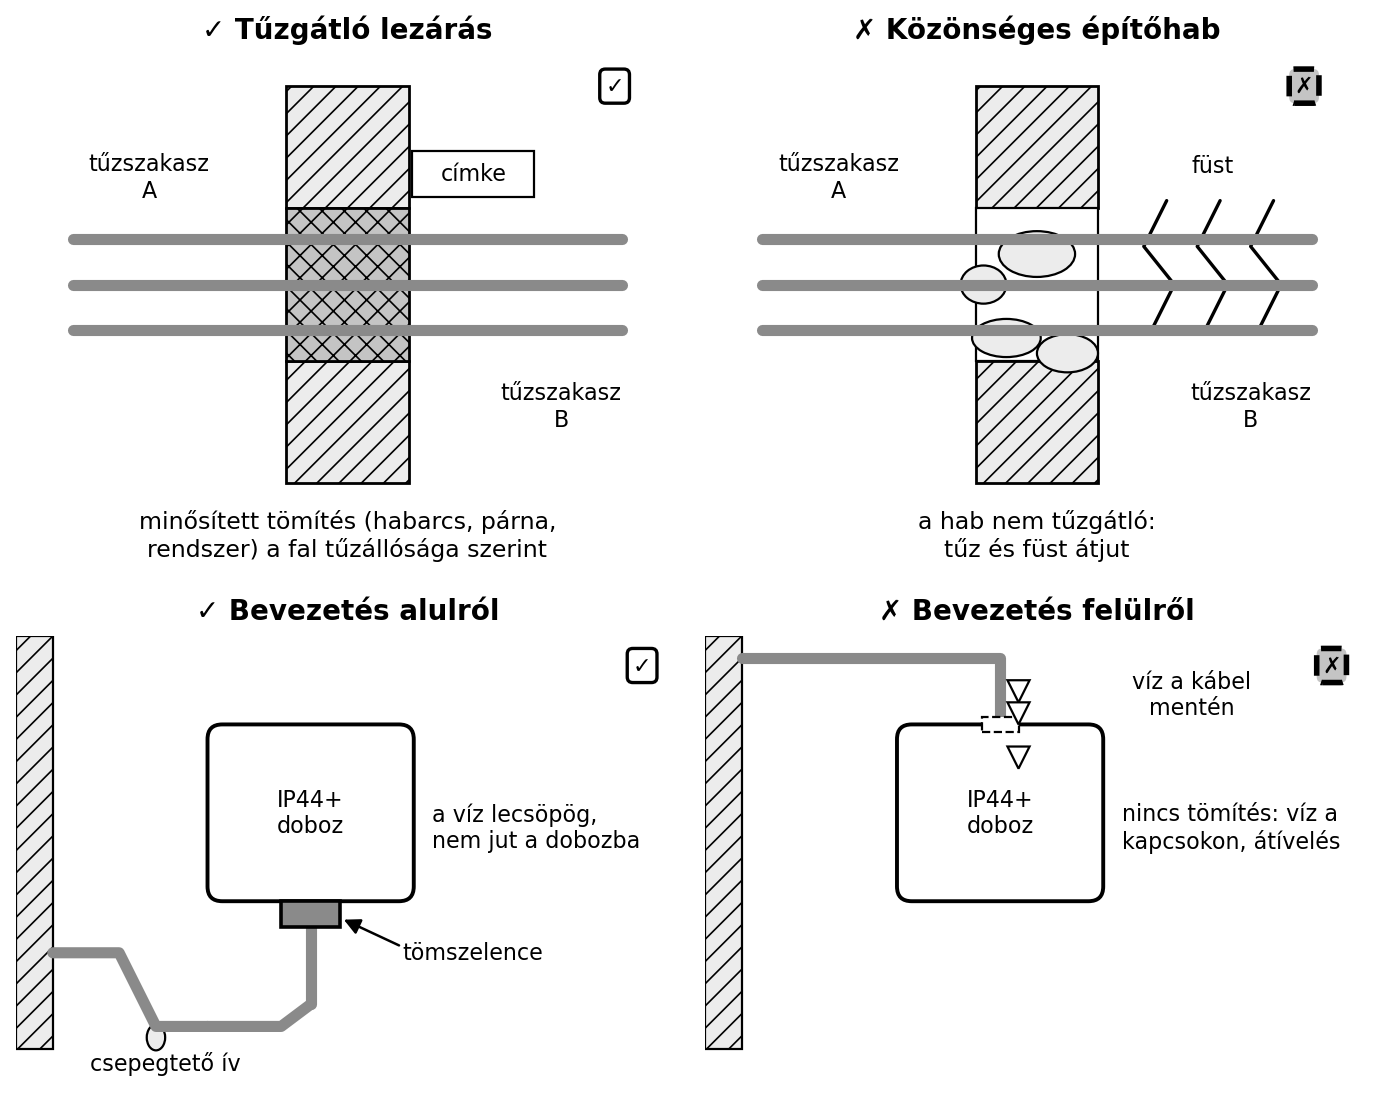 ✓ Tűzgátló lezárás
✓
tűzszakasz
A
címke
tűzszakasz
B
minősített tömítés (habarcs, párna,
rendszer) a fal tűzállósága szerint
✗ Közönséges építőhab
✗
tűzszakasz
A
füst
tűzszakasz
B
a hab nem tűzgátló:
tűz és füst átjut
✓ Bevezetés alulról
✓
IP44+
doboz
a víz lecsöpög,
nem jut a dobozba
tömszelence
csepegtető ív
✗ Bevezetés felülről
✗
víz a kábel
mentén
IP44+
doboz
nincs tömítés: víz a
kapcsokon, átívelés